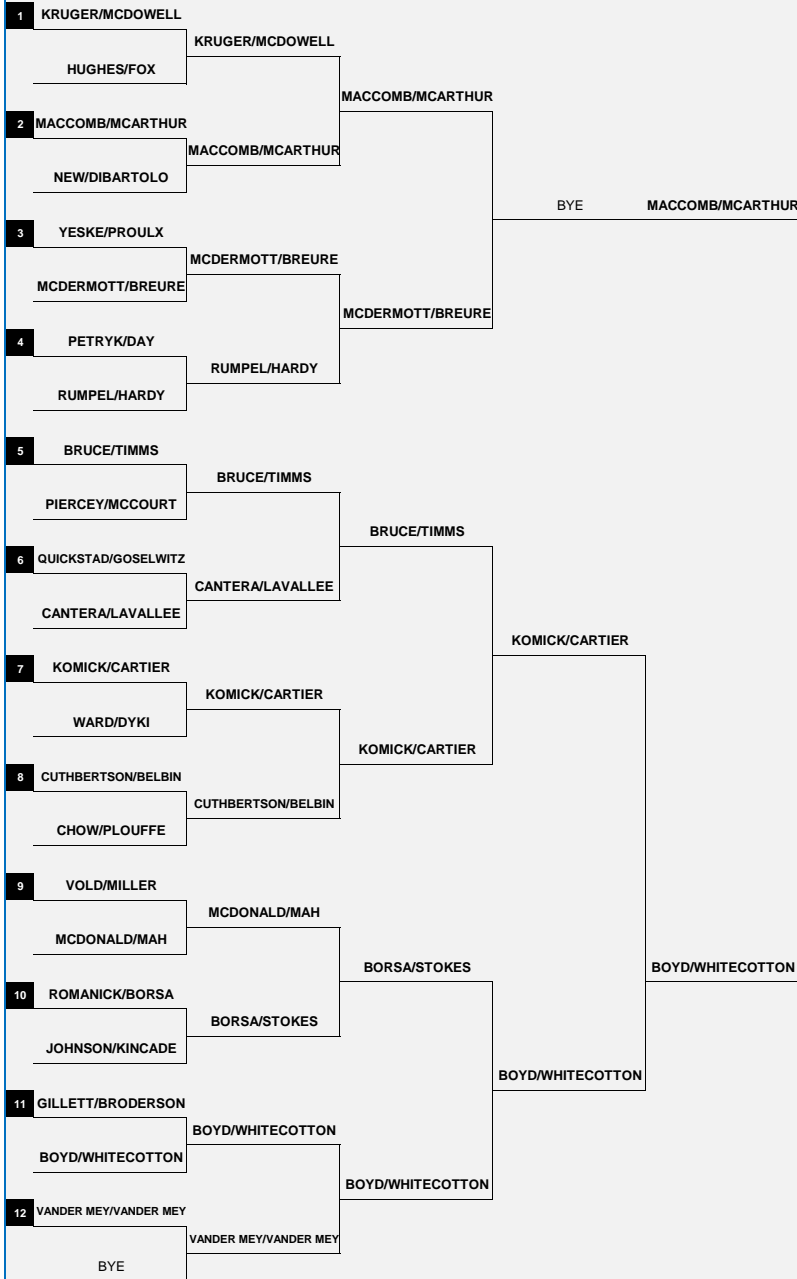 1 KRUGER/MCDOWELL
KRUGER/MCDOWELL
HUGHES/FOX
MACCOMB/MCARTHUR
2 MACCOMB/MCARTHUR
MACCOMB/MCARTHUR
NEW/DIBARTOLO
BYE MACCOMB/MCARTHUR
3 YESKE/PROULX
MCDERMOTT/BREURE
MCDERMOTT/BREURE
MCDERMOTT/BREURE
4 PETRYK/DAY
RUMPEL/HARDY
RUMPEL/HARDY
5 BRUCE/TIMMS
BRUCE/TIMMS
PIERCEY/MCCOURT
BRUCE/TIMMS
6 QUICKSTAD/GOSELWITZ
CANTERA/LAVALLEE
CANTERA/LAVALLEE
KOMICK/CARTIER
7 KOMICK/CARTIER
KOMICK/CARTIER
WARD/DYKI
KOMICK/CARTIER
8 CUTHBERTSON/BELBIN
CUTHBERTSON/BELBIN
CHOW/PLOUFFE
9 VOLD/MILLER
MCDONALD/MAH
MCDONALD/MAH
BORSA/STOKES BOYD/WHITECOTTON
10 ROMANICK/BORSA
BORSA/STOKES
JOHNSON/KINCADE
BOYD/WHITECOTTON
11 GILLETT/BRODERSON
BOYD/WHITECOTTON
BOYD/WHITECOTTON
BOYD/WHITECOTTON
12 VANDER MEY/VANDER MEY
VANDER MEY/VANDER MEY
BYE